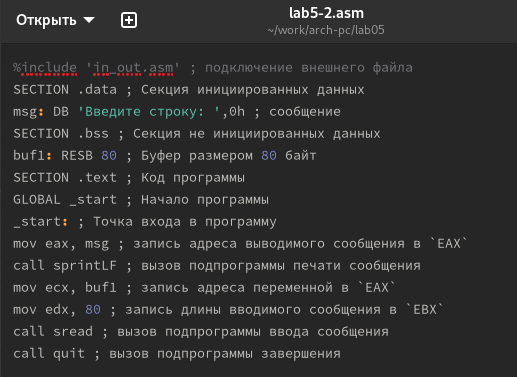 Открыть
lab5-2.asm
~/work/arch-pc/lab05
%include 'in_out.asm' ; подключение внешнего файла
SECTION .data ; Секция инициированных данных
msg: DB 'Введите строку: ',0h ; сообщение
SECTION .bss ; Секция не инициированных данных
buf1: RESB 80 ; Буфер размером 80 байт
SECTION .text ; Код программы
GLOBAL _start ; Начало программы
_start: ; Точка входа в программу
mov eax, msg ; запись адреса выводимого сообщения в `EAX`
call sprintLF ; вызов подпрограммы печати сообщения
mov ecx, buf1 ; запись адреса переменной в `EAX`
mov edx, 80 ; запись длины вводимого сообщения в `EBX`
call sread ; вызов подпрограммы ввода сообщения
call quit ; вызов подпрограммы завершения